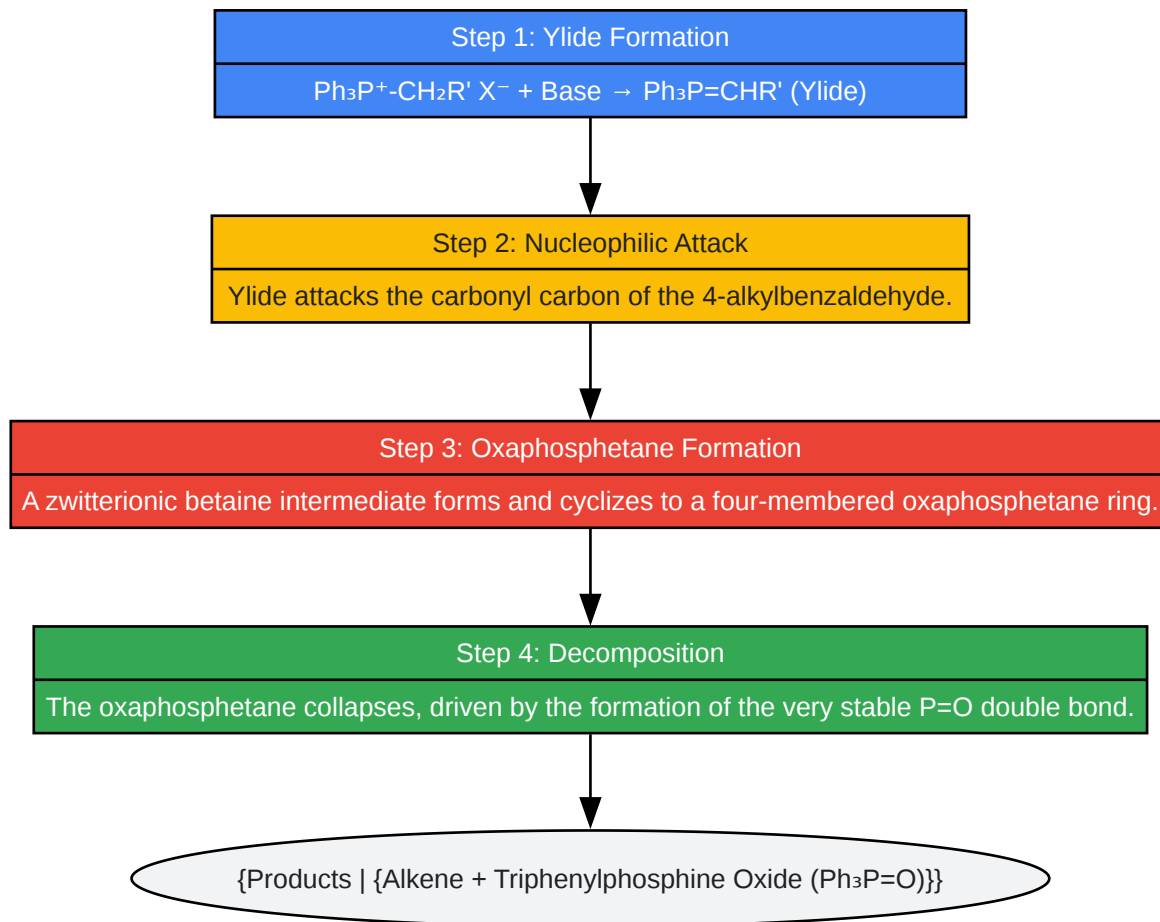 Step 1: Ylide Formation
Ph₃P⁺-CH₂R' X⁻ + Base → Ph₃P=CHR' (Ylide)
Step 2: Nucleophilic Attack
Ylide attacks the carbonyl carbon of the 4-alkylbenzaldehyde.
Step 3: Oxaphosphetane Formation
A zwitterionic betaine intermediate forms and cyclizes to a four-membered oxaphosphetane ring.
Step 4: Decomposition
The oxaphosphetane collapses, driven by the formation of the very stable P=O double bond.
{Products | {Alkene + Triphenylphosphine Oxide (Ph₃P=O)}}